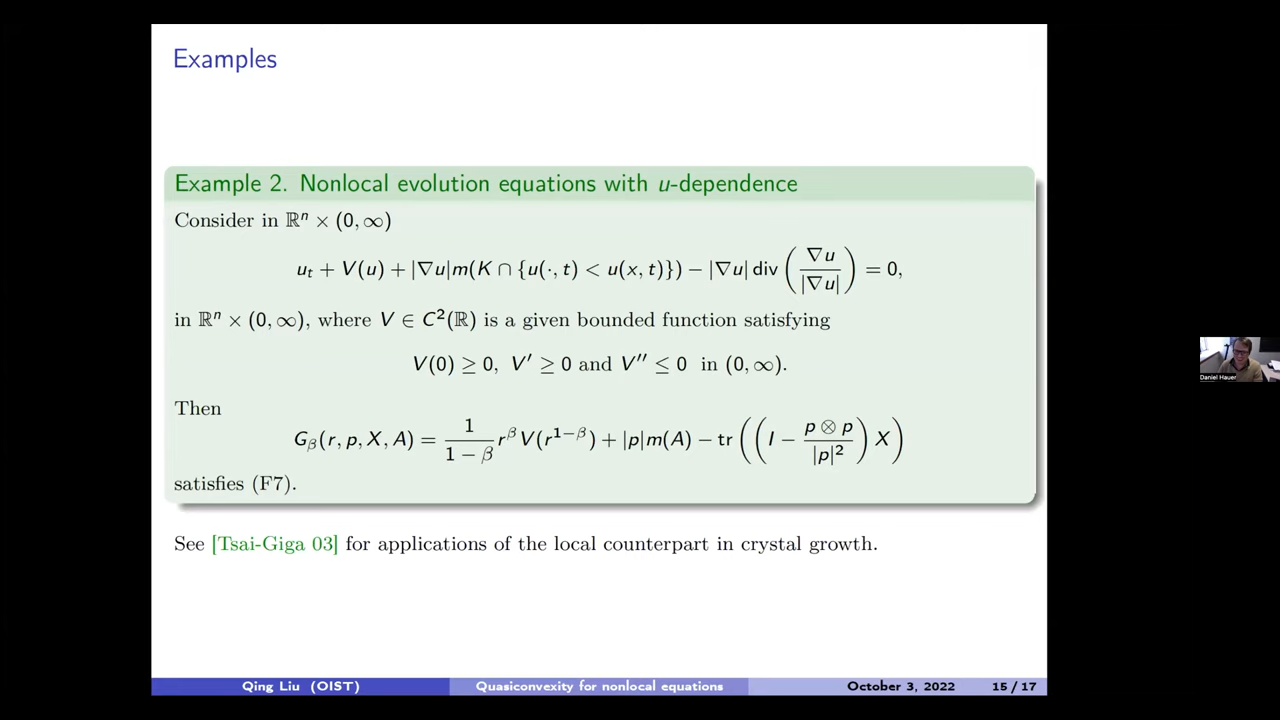 Examples
Example 2. Nonlocal evolution equations with u-dependence
Consider in ℝⁿ × (0, ∞)
u_t + V(u) + |∇u|m(K ∩ {u(·, t) < u(x, t)}) − |∇u| div (∇u / |∇u|) = 0,
in ℝⁿ × (0, ∞), where V ∈ C²(ℝ) is a given bounded function satisfying
V(0) ≥ 0, V′ ≥ 0 and V″ ≤ 0 in (0, ∞).
Then
G_β(r, p, X, A) = 1 / (1 − β) r^β V(r^{1−β}) + |p|m(A) − tr ((I − p ⊗ p / |p|²) X)
satisfies (F7).
See [Tsai-Giga 03] for applications of the local counterpart in crystal growth.
Qing Liu (OIST) Quasiconvexity for nonlocal equations October 3, 2022 15 / 17
Daniel Hauer